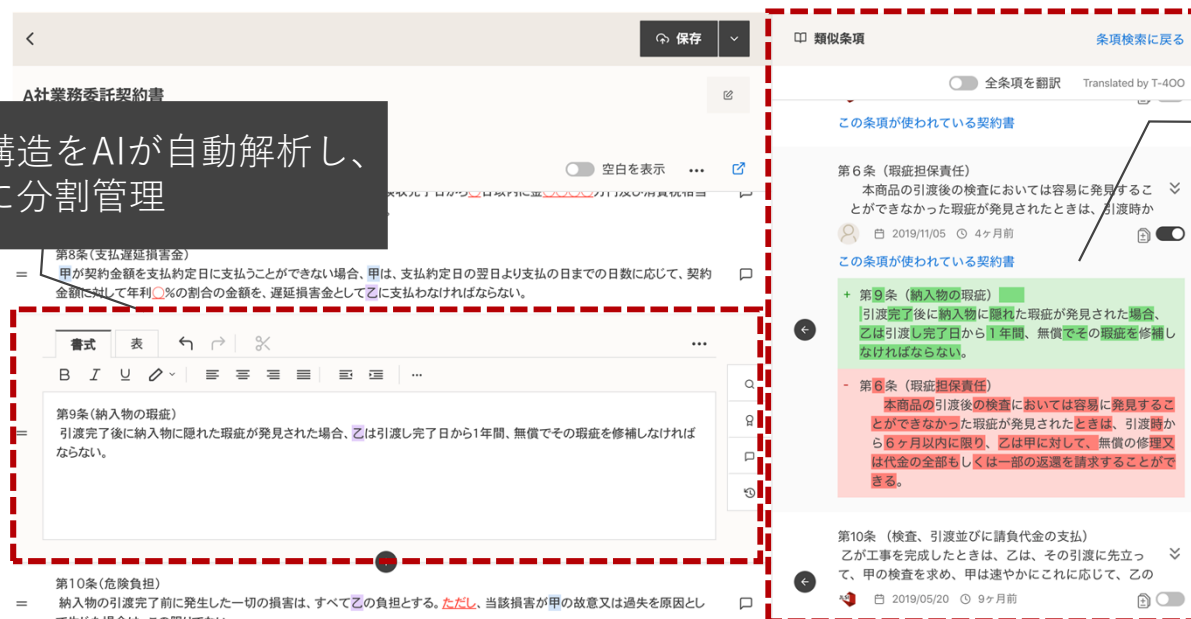 保存
A社業務委託契約書
構造をAIが自動解析し、
に分割管理
空白を表示
第8条(支払遅延損害金)
甲が契約金額を支払約定日に支払うことができない場合、甲は、支払約定日の翌日より支払の日までの日数に応じて、契約
金額に対して年利〇%の割合の金額を、遅延損害金として乙に支払わなければならない。
書式 表
B I U
第9条(納入物の瑕疵)
引渡完了後に納入物に隠れた瑕疵が発見された場合、乙は引渡し完了日から1年間、無償でその瑕疵を修補しなければ
ならない。
第10条(危険負担)
納入物の引渡完了前に発生した一切の損害は、すべて乙の負担とする。ただし、当該損害が甲の故意又は過失を原因とし
類似条項 条項検索に戻る
全条項を翻訳 Translated by T-4OO
この条項が使われている契約書
第6条（瑕疵担保責任）
本商品の引渡後の検査においては容易に発見するこ
とができなかった瑕疵が発見されたときは、引渡時か
2019/11/05 4ヶ月前
この条項が使われている契約書
+ 第9条（納入物の瑕疵）
引渡完了後に納入物に隠れた瑕疵が発見された場合、
乙は引渡し完了日から１年間、無償でその瑕疵を修補し
なければならない。
- 第6条（瑕疵担保責任）
本商品の引渡後の検査においては容易に発見するこ
とができなかった瑕疵が発見されたときは、引渡時か
ら６ヶ月以内に限り、乙は甲に対して、無償の修理又
は代金の全部もしくは一部の返還を請求することがで
きる。
第10条 （検査、引渡並びに請負代金の支払）
乙が工事を完成したときは、乙は、その引渡に先立っ
て、甲の検査を求め、甲は速やかにこれに応じて、乙の
2019/05/20 9ヶ月前